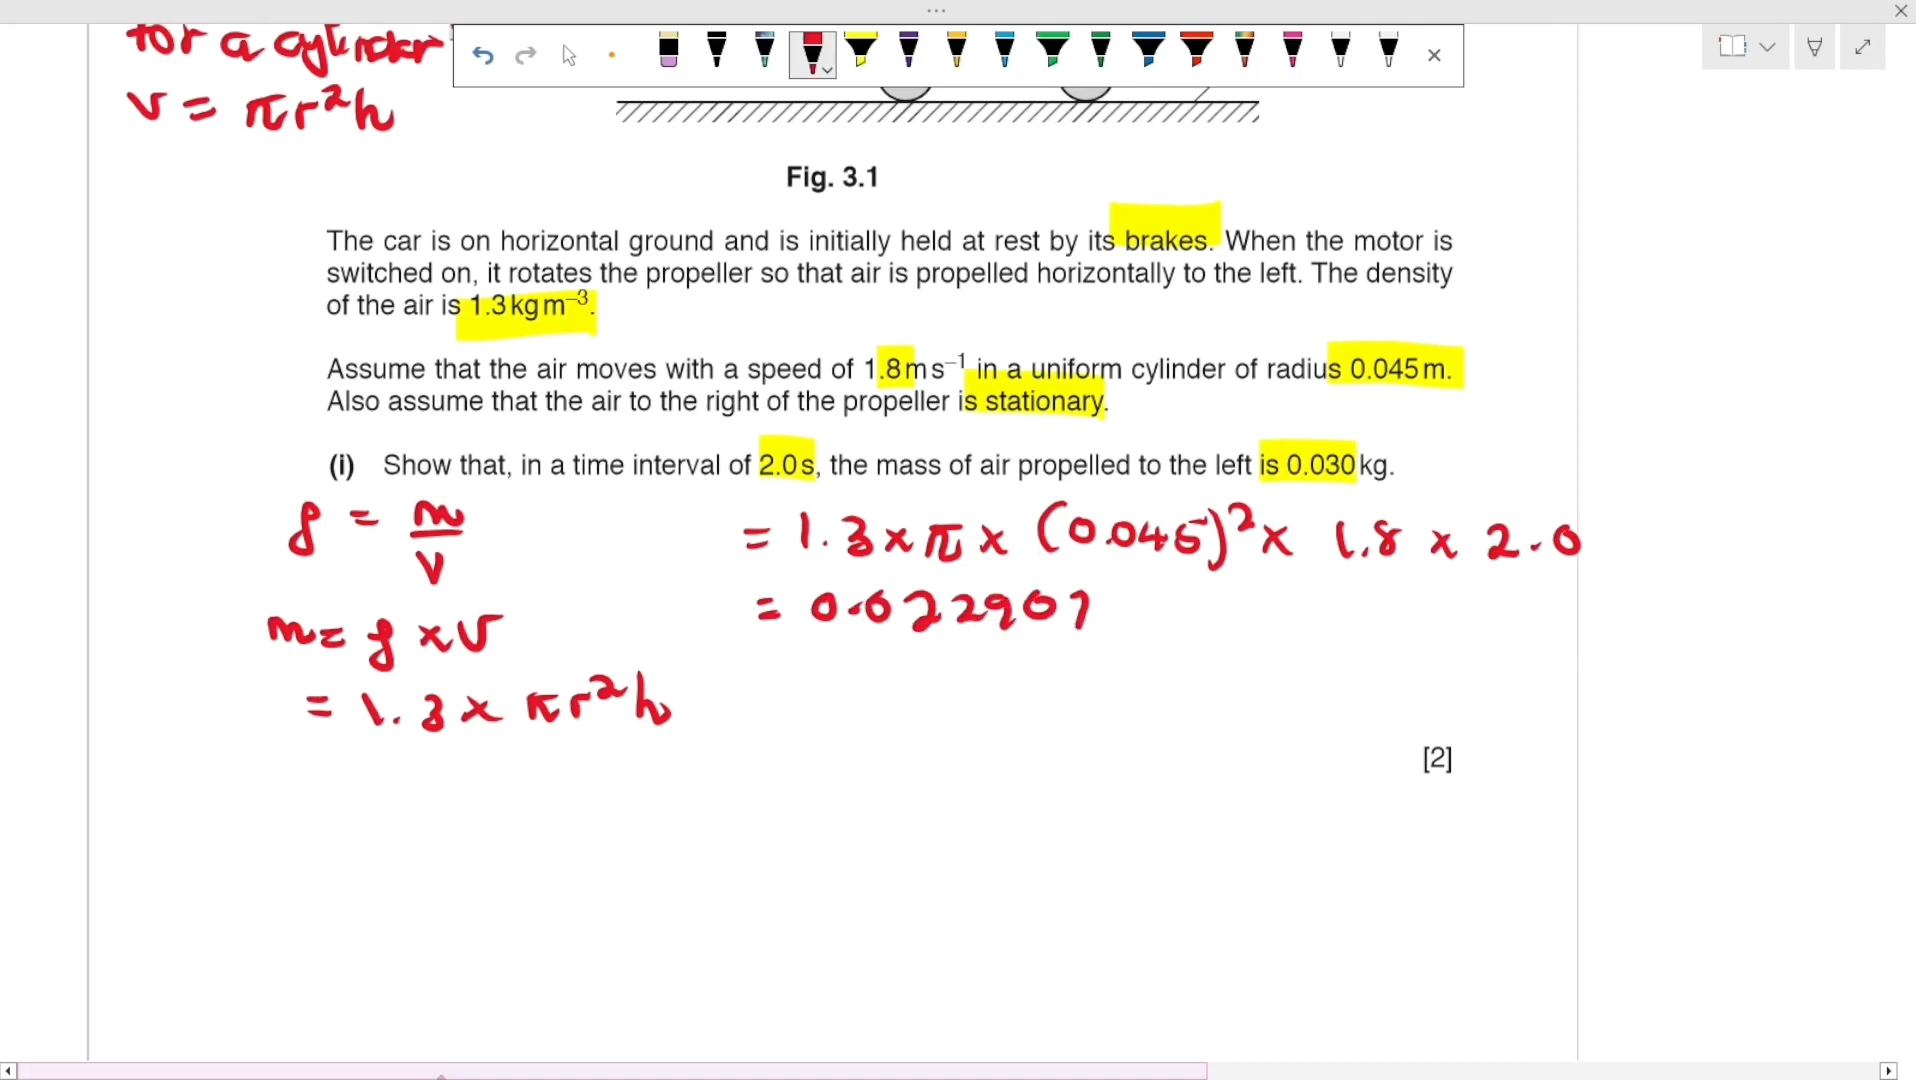 for a cylinder
v = πr²h
Fig. 3.1
The car is on horizontal ground and is initially held at rest by its brakes. When the motor is
switched on, it rotates the propeller so that air is propelled horizontally to the left. The density
of the air is 1.3 kg m⁻³.
Assume that the air moves with a speed of 1.8 m s⁻¹ in a uniform cylinder of radius 0.045 m.
Also assume that the air to the right of the propeller is stationary.
(i) Show that, in a time interval of 2.0 s, the mass of air propelled to the left is 0.030 kg.
ρ = m/v
m = ρ × v
= 1.3 × πr²h
= 1.3 × π × (0.045)² × 1.8 × 2.0
= 0.022907
[2]